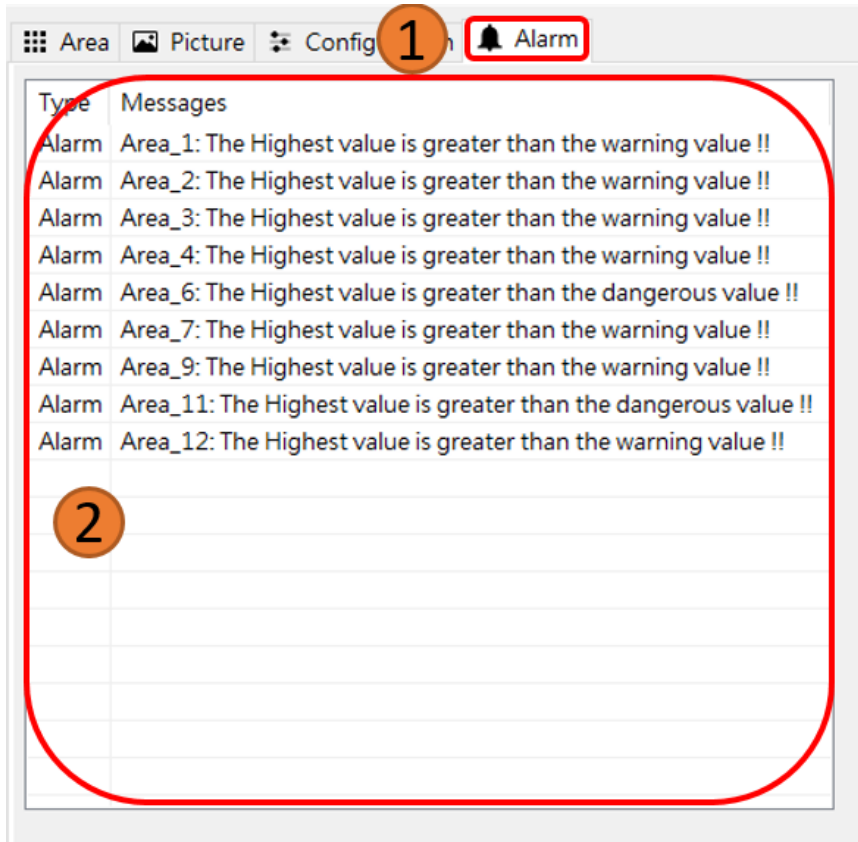 Area Picture Config 1 n Alarm
Type Messages
Alarm Area_1: The Highest value is greater than the warning value !!
Alarm Area_2: The Highest value is greater than the warning value !!
Alarm Area_3: The Highest value is greater than the warning value !!
Alarm Area_4: The Highest value is greater than the warning value !!
Alarm Area_6: The Highest value is greater than the dangerous value !!
Alarm Area_7: The Highest value is greater than the warning value !!
Alarm Area_9: The Highest value is greater than the warning value !!
Alarm Area_11: The Highest value is greater than the dangerous value !!
Alarm Area_12: The Highest value is greater than the warning value !!
2